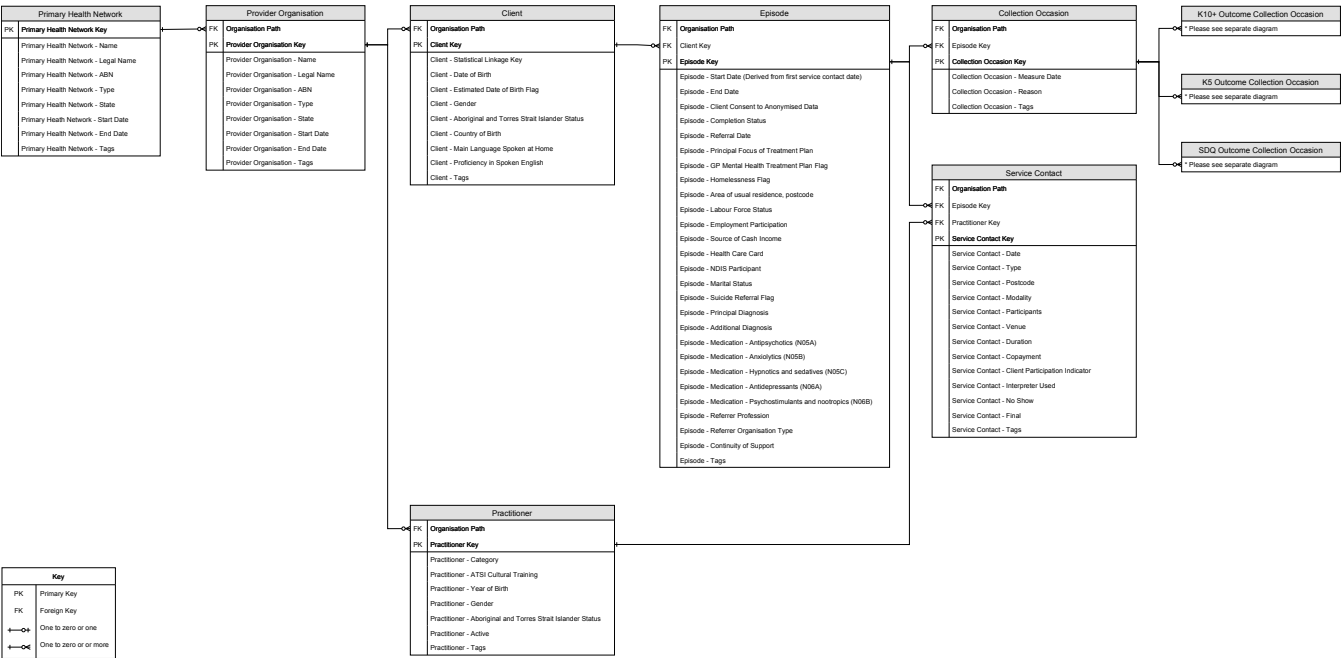 Primary Health Network
PK Primary Health Network Key
Primary Health Network - Name
Primary Health Network - Legal Name
Primary Health Network - ABN
Primary Health Network - Type
Primary Health Network - State
Primary Heath Network - Start Date
Primary Health Network - End Date
Primary Health Network - Tags
Provider Organisation
FK Organisation Path
PK Provider Organisation Key
Provider Organisation - Name
Provider Organisation - Legal Name
Provider Organisation - ABN
Provider Organisation - Type
Provider Organisation - State
Provider Organisation - Start Date
Provider Organisation - End Date
Provider Organisation - Tags
Client
FK Organisation Path
PK Client Key
Client - Statistical Linkage Key
Client - Date of Birth
Client - Estimated Date of Birth Flag
Client - Gender
Client - Aboriginal and Torres Strait Islander Status
Client - Country of Birth
Client - Main Language Spoken at Home
Client - Proficiency in Spoken English
Client - Tags
Episode
FK Organisation Path
FK Client Key
PK Episode Key
Episode - Start Date (Derived from first service contact date)
Episode - End Date
Episode - Client Consent to Anonymised Data
Episode - Completion Status
Episode - Referral Date
Episode - Principal Focus of Treatment Plan
Episode - GP Mental Health Treatment Plan Flag
Episode - Homelessness Flag
Episode - Area of usual residence, postcode
Episode - Labour Force Status
Episode - Employment Participation
Episode - Source of Cash Income
Episode - Health Care Card
Episode - NDIS Participant
Episode - Marital Status
Episode - Suicide Referral Flag
Episode - Principal Diagnosis
Episode - Additional Diagnosis
Episode - Medication - Antipsychotics (N05A)
Episode - Medication - Anxiolytics (N05B)
Episode - Medication - Hypnotics and sedatives (N05C)
Episode - Medication - Antidepressants (N06A)
Episode - Medication - Psychostimulants and nootropics (N06B)
Episode - Referrer Profession
Episode - Referrer Organisation Type
Episode - Continuity of Support
Episode - Tags
Collection Occasion
FK Organisation Path
FK Episode Key
PK Collection Occasion Key
Collection Occasion - Measure Date
Collection Occasion - Reason
Collection Occasion - Tags
K10+ Outcome Collection Occasion
* Please see separate diagram
K5 Outcome Collection Occasion
* Please see separate diagram
SDQ Outcome Collection Occasion
* Please see separate diagram
Service Contact
FK Organisation Path
FK Episode Key
FK Practitioner Key
PK Service Contact Key
Service Contact - Date
Service Contact - Type
Service Contact - Postcode
Service Contact - Modality
Service Contact - Participants
Service Contact - Venue
Service Contact - Duration
Service Contact - Copayment
Service Contact - Client Participation Indicator
Service Contact - Interpreter Used
Service Contact - No Show
Service Contact - Final
Service Contact - Tags
Practitioner
FK Organisation Path
PK Practitioner Key
Practitioner - Category
Practitioner - ATSI Cultural Training
Practitioner - Year of Birth
Practitioner - Gender
Practitioner - Aboriginal and Torres Strait Islander Status
Practitioner - Active
Practitioner - Tags
Key
PK Primary Key
FK Foreign Key
One to zero or one
One to zero or or more